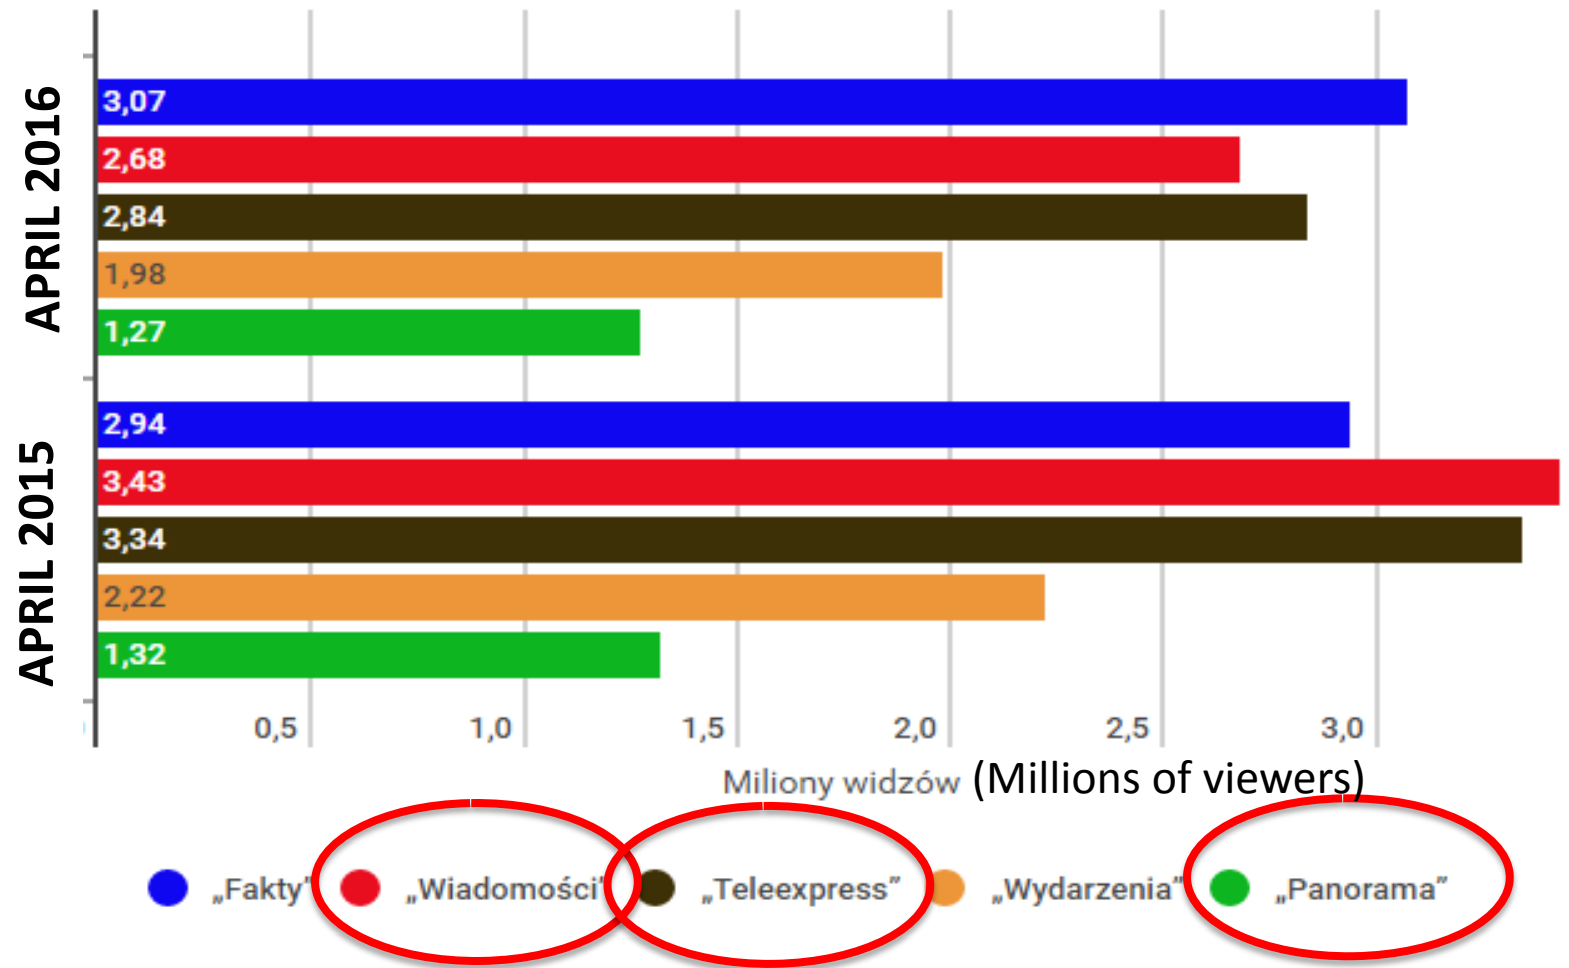 APRIL 2016
3,07
2,68
2,84
1,98
1,27
APRIL 2015
2,94
3,43
3,34
2,22
1,32
0,5 1,0 1,5 2,0 2,5 3,0
Miliony widzów (Millions of viewers)
„Fakty” „Wiadomości” „Teleexpress” „Wydarzenia” „Panorama”